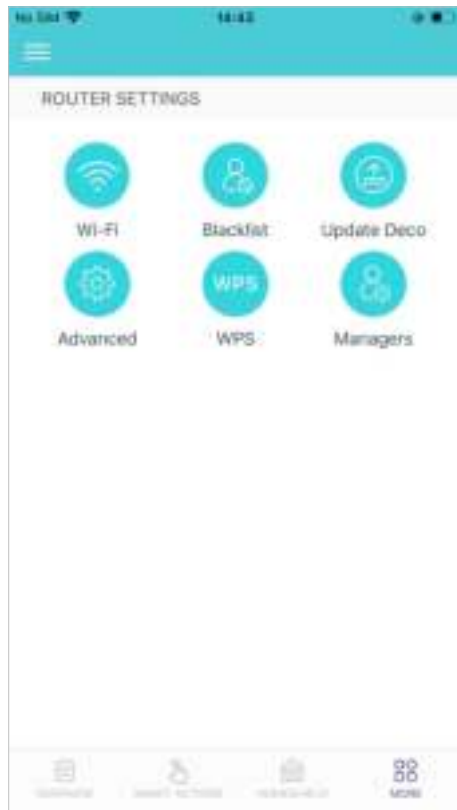 No SIM 14:43
ROUTER SETTINGS
Wi-Fi Blacklist Update Deco
WPS
Advanced WPS Managers
MORE